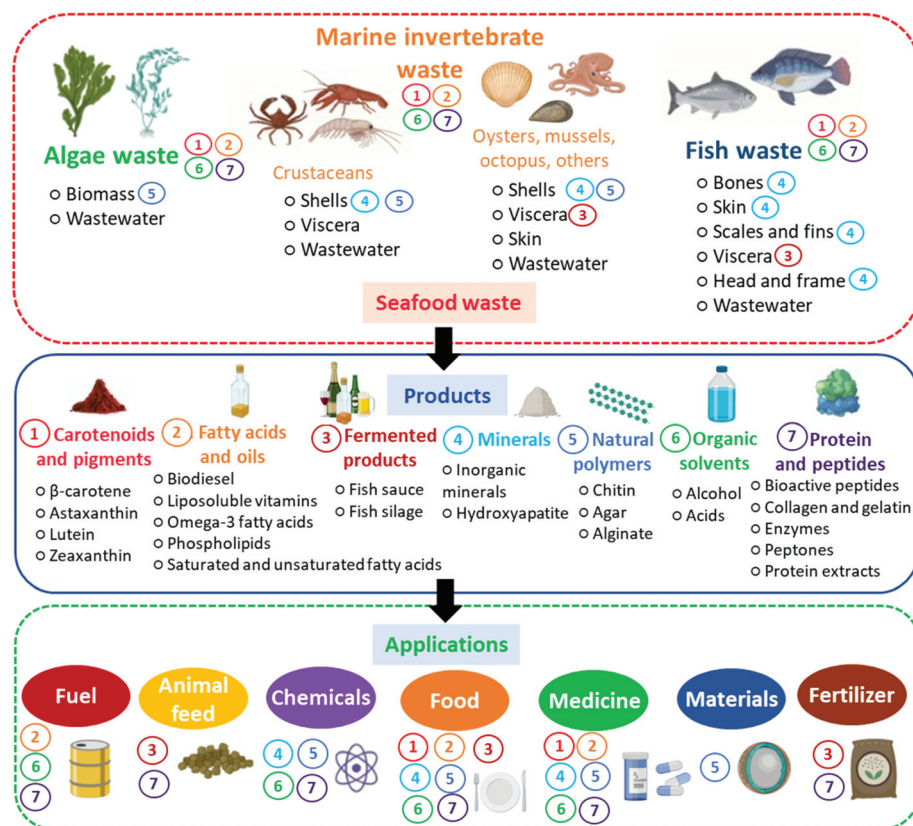 Marine invertebrate
waste
1 2
6 7
Algae waste
1 2
6 7
Biomass 5
Wastewater
Crustaceans
Shells 4 5
Viscera
Wastewater
Oysters, mussels,
octopus, others
Shells 4 5
Viscera 3
Skin
Wastewater
Fish waste
1 2
6 7
Bones 4
Skin 4
Scales and fins 4
Viscera 3
Head and frame 4
Wastewater
Seafood waste
Products
1 Carotenoids
and pigments
β-carotene
Astaxanthin
Lutein
Zeaxanthin
2 Fatty acids
and oils
Biodiesel
Liposoluble vitamins
Omega-3 fatty acids
Phospholipids
Saturated and unsaturated fatty acids
3 Fermented
products
Fish sauce
Fish silage
4 Minerals
Inorganic
minerals
Hydroxyapatite
5 Natural
polymers
Chitin
Agar
Alginate
6 Organic
solvents
Alcohol
Acids
7 Protein
and peptides
Bioactive peptides
Collagen and gelatin
Enzymes
Peptones
Protein extracts
Applications
Fuel
2
6
7
Animal
feed
3
7
Chemicals
4 5
6 7
Food
1 2 3
4 5
6 7
Medicine
1 2
4 5
6 7
Materials
5
Fertilizer
3
7